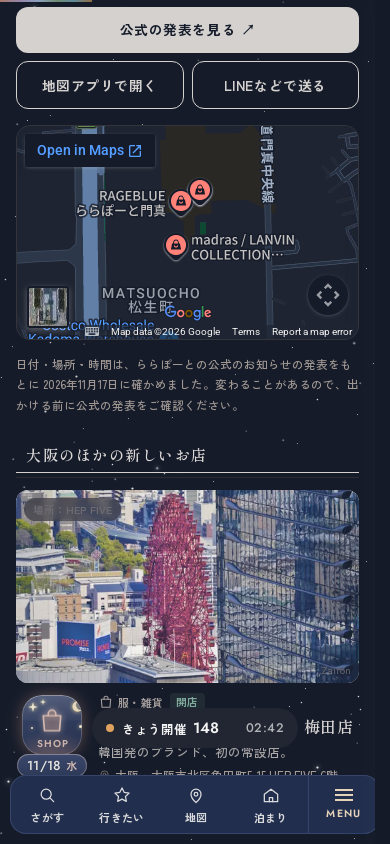 公式の発表を見る ↗
地図アプリで開く
LINEなどで送る
Open in Maps
門真中央線
RAGEBLUE
ららぽーと門真
madras / LANVIN
COLLECTION…
MATSUOCHO
松生町
Google
Costco Wholesale
Map data ©2026 Google Terms Report a map error
日付・場所・時間は、ららぽーとの公式のお知らせの発表をも
とに 2026年11月17日に確かめました。変わることがあるので、出
かける前に公式の発表をご確認ください。
大阪のほかの新しいお店
場所：HEP FIVE
PROMISE
服・雑貨 開店
きょう開催 148 02:42
梅田店
韓国発のブランド、初の常設店。
SHOP
11/18 水
さがす
行きたい
地図
泊まり
MENU